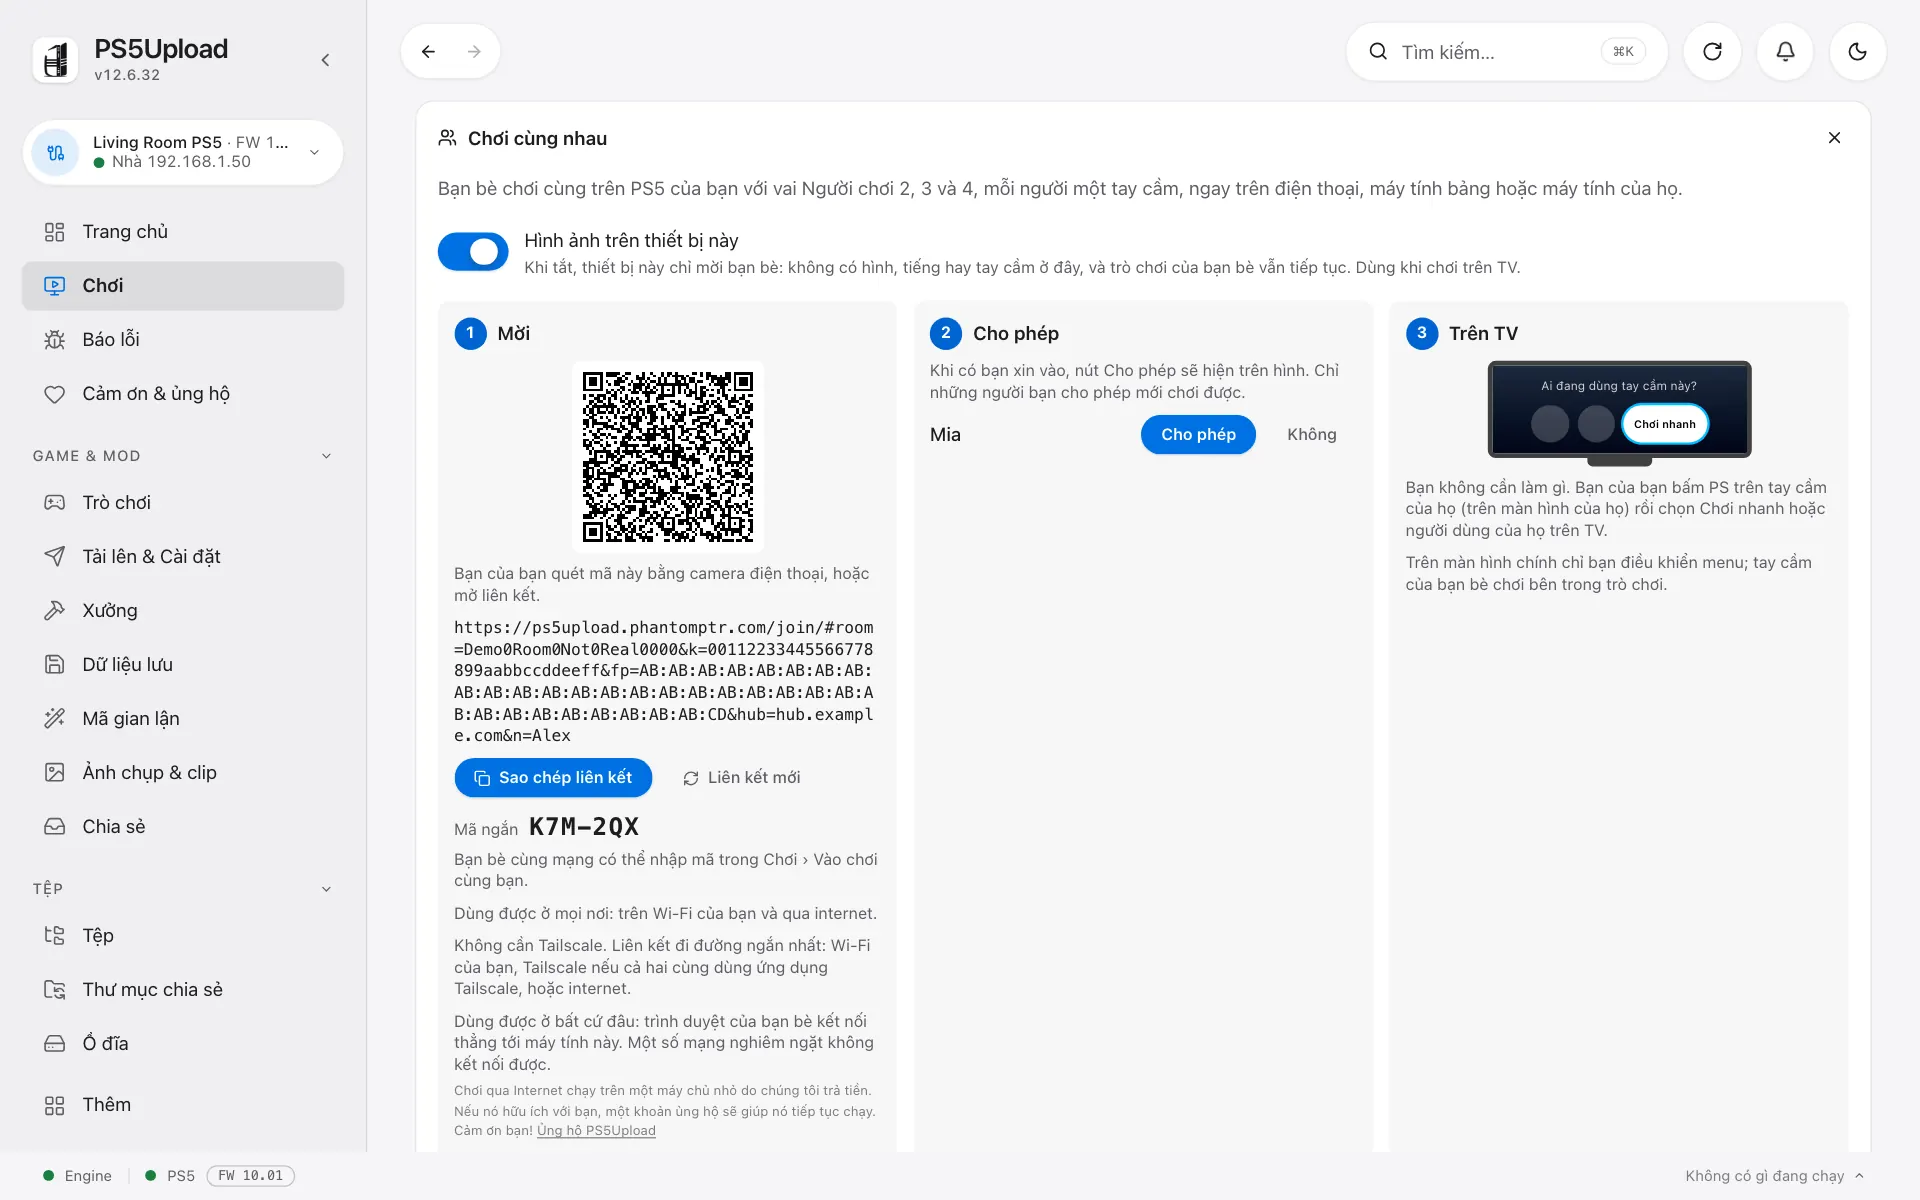 PS5Upload
v12.6.32
Living Room PS5 · FW 1...
Nhà 192.168.1.50
Trang chủ
Chơi
Báo lỗi
Cảm ơn & ủng hộ
GAME & MOD
Trò chơi
Tải lên & Cài đặt
Xưởng
Dữ liệu lưu
Mã gian lận
Ảnh chụp & clip
Chia sẻ
TỆP
Tệp
Thư mục chia sẻ
Ổ đĩa
Thêm
Tìm kiếm...
⌘K
Chơi cùng nhau
Bạn bè chơi cùng trên PS5 của bạn với vai Người chơi 2, 3 và 4, mỗi người một tay cầm, ngay trên điện thoại, máy tính bảng hoặc máy tính của họ.
Hình ảnh trên thiết bị này
Khi tắt, thiết bị này chỉ mời bạn bè: không có hình, tiếng hay tay cầm ở đây, và trò chơi của bạn bè vẫn tiếp tục. Dùng khi chơi trên TV.
1 Mời
Bạn của bạn quét mã này bằng camera điện thoại, hoặc
mở liên kết.
https://ps5upload.phantomptr.com/join/#room
=Demo0Room0Not0Real0000&k=00112233445566778
899aabbccddeeff&fp=AB:AB:AB:AB:AB:AB:AB:AB:
AB:AB:AB:AB:AB:AB:AB:AB:AB:AB:AB:AB:AB:AB:A
B:AB:AB:AB:AB:AB:AB:AB:AB:CD&hub=hub.exampl
e.com&n=Alex
Sao chép liên kết
Liên kết mới
Mã ngắn K7M-2QX
Bạn bè cùng mạng có thể nhập mã trong Chơi › Vào chơi
cùng bạn.
Dùng được ở mọi nơi: trên Wi-Fi của bạn và qua internet.
Không cần Tailscale. Liên kết đi đường ngắn nhất: Wi-Fi
của bạn, Tailscale nếu cả hai cùng dùng ứng dụng
Tailscale, hoặc internet.
Dùng được ở bất cứ đâu: trình duyệt của bạn bè kết nối
thẳng tới máy tính này. Một số mạng nghiêm ngặt không
kết nối được.
Chơi qua Internet chạy trên một máy chủ nhỏ do chúng tôi trả tiền.
Nếu nó hữu ích với bạn, một khoản ủng hộ sẽ giúp nó tiếp tục chạy.
Cảm ơn bạn! Ủng hộ PS5Upload
2 Cho phép
Khi có bạn xin vào, nút Cho phép sẽ hiện trên hình. Chỉ
những người bạn cho phép mới chơi được.
Mia
Cho phép
Không
3 Trên TV
Ai đang dùng tay cầm này?
Chơi nhanh
Bạn không cần làm gì. Bạn của bạn bấm PS trên tay cầm
của họ (trên màn hình của họ) rồi chọn Chơi nhanh hoặc
người dùng của họ trên TV.
Trên màn hình chính chỉ bạn điều khiển menu; tay cầm
của bạn bè chơi bên trong trò chơi.
Engine
PS5
FW 10.01
Không có gì đang chạy